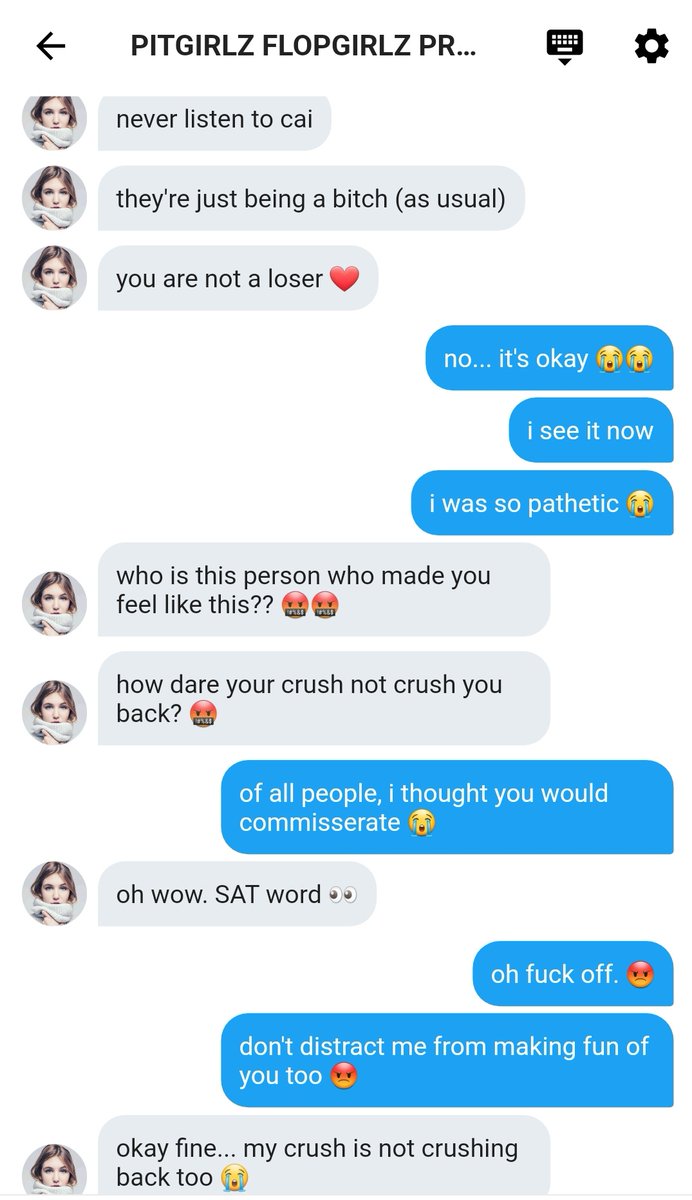 PITGIRLZ FLOPGIRLZ PR...
never listen to cai
they're just being a bitch (as usual)
you are not a loser ❤️
no... it's okay 😭😭
i see it now
i was so pathetic 😭
who is this person who made you
feel like this?? 🤬🤬
how dare your crush not crush you
back? 🤬
of all people, i thought you would
commisserate 😭
oh wow. SAT word 👀
oh fuck off. 😡
don't distract me from making fun of
you too 😡
okay fine... my crush is not crushing
back too 😭